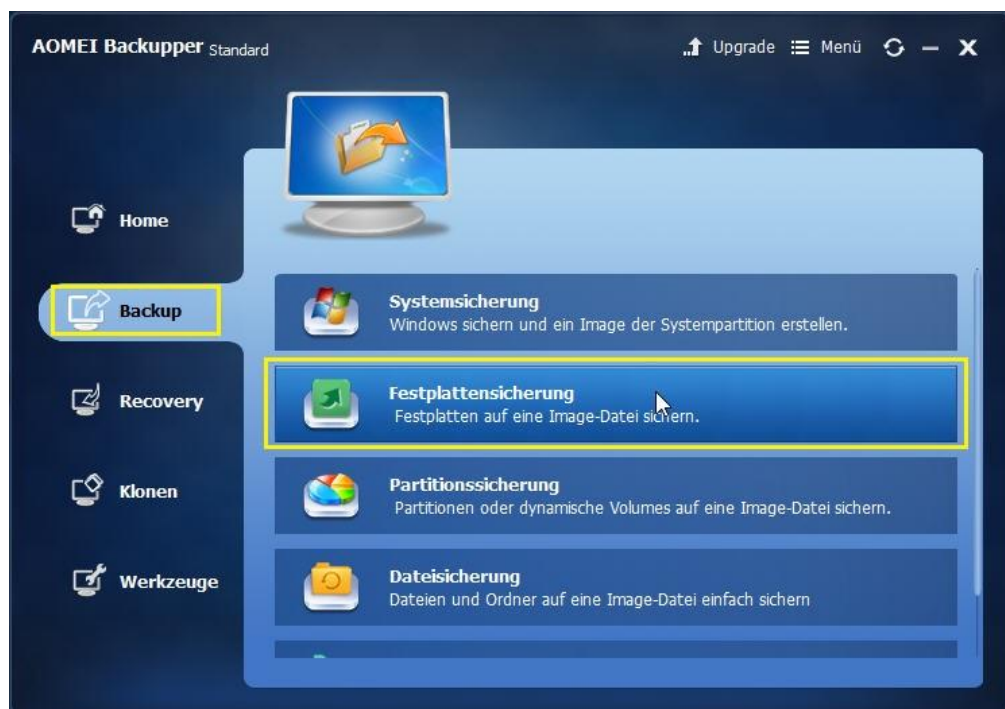 AOMEI Backupper Standard
Upgrade Menü
Home
Backup
Recovery
Klonen
Werkzeuge
Systemsicherung
Windows sichern und ein Image der Systempartition erstellen.
Festplattensicherung
Festplatten auf eine Image-Datei sichern.
Partitionssicherung
Partitionen oder dynamische Volumes auf eine Image-Datei sichern.
Dateisicherung
Dateien und Ordner auf eine Image-Datei einfach sichern